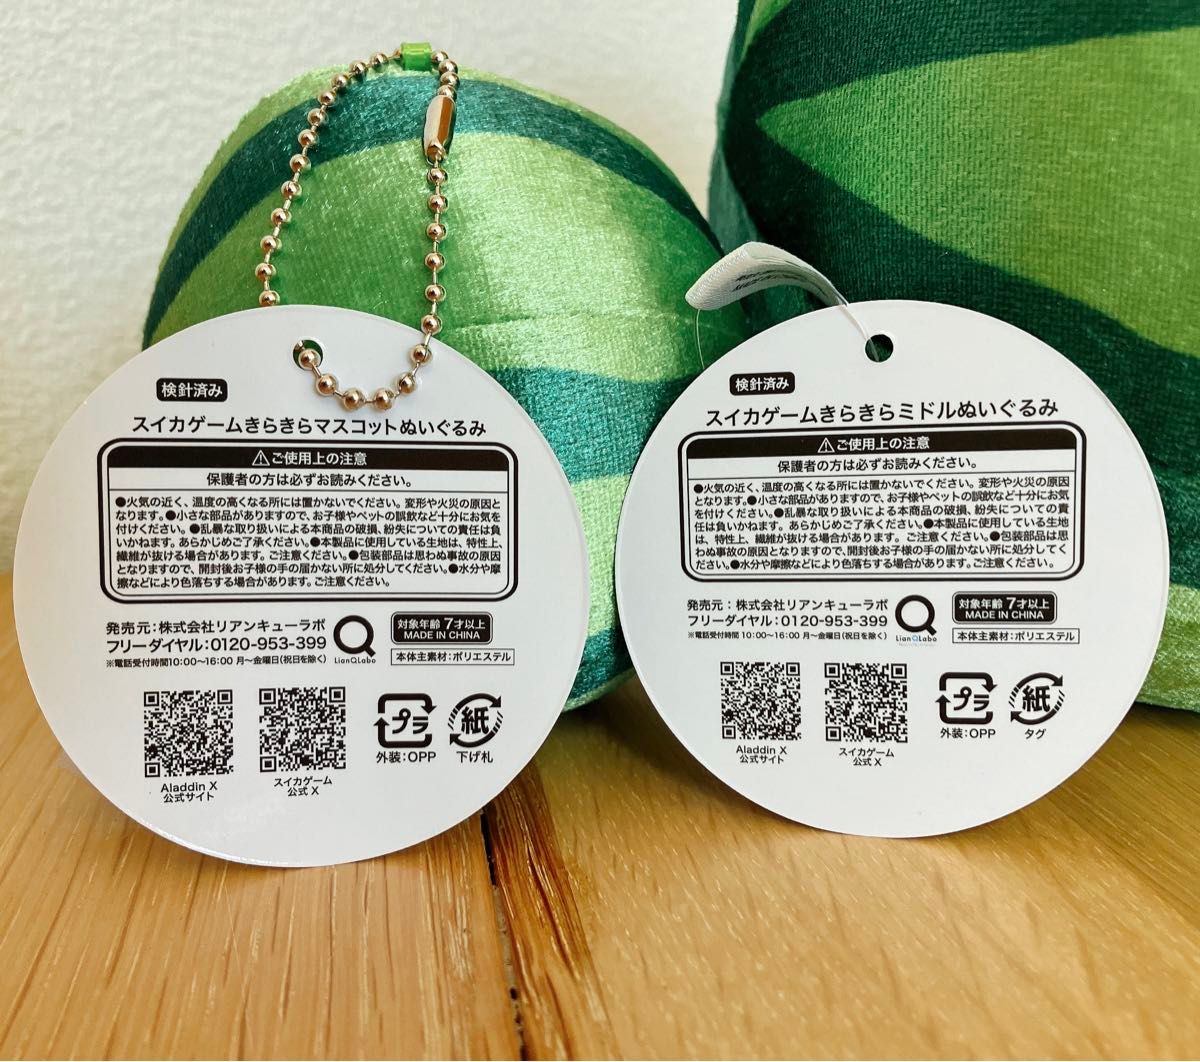 検針済み
スイカゲームきらきらマスコットぬいぐるみ
⚠ご使用上の注意
保護者の方は必ずお読みください。
●火気の近く、温度の高くなる所には置かないでください。変形や火災の原因
となります。●小さな部品がありますので、お子様やペットの誤飲など十分にお気を
付けください。●乱暴な取り扱いによる本商品の破損、紛失についての責任は負
いかねます。あらかじめご了承ください。●本製品に使用している生地は、特性上、
繊維が抜ける場合があります。ご注意ください。●包装部品は思わぬ事故の原因
となりますので、開封後お子様の手の届かない所に処分してください。●水分や摩
擦などにより色落ちする場合があります。ご注意ください。
発売元:株式会社リアンキューラボ
フリーダイヤル:0120-953-399
※電話受付時間10:00〜16:00 月〜金曜日(祝日を除く)
LianQLabo
対象年齢 7才以上
MADE IN CHINA
本体主素材:ポリエステル
Aladdin X
公式サイト
スイカゲーム
公式 X
プラ
外装:OPP
紙
下げ札
検針済み
スイカゲームきらきらミドルぬいぐるみ
⚠ご使用上の注意
保護者の方は必ずお読みください。
●火気の近く、温度の高くなる所には置かないでください。変形や火災の原因
となります。●小さな部品がありますので、お子様やペットの誤飲など十分にお気
を付けください。●乱暴な取り扱いによる本商品の破損、紛失についての責
任は負いかねます。あらかじめご了承ください。●本製品に使用している生地
は、特性上、繊維が抜ける場合があります。ご注意ください。●包装部品は思
わぬ事故の原因となりますので、開封後お子様の手の届かない所に処分してく
ださい。●水分や摩擦などにより色落ちする場合があります。ご注意ください。
発売元:株式会社リアンキューラボ
フリーダイヤル:0120-953-399
※電話受付時間 10:00〜16:00 月〜金曜日(祝日を除く)
LianQLabo
対象年齢 7才以上
MADE IN CHINA
本体主素材:ポリエステル
Aladdin X
公式サイト
スイカゲーム
公式 X
プラ
外装:OPP
紙
タグ